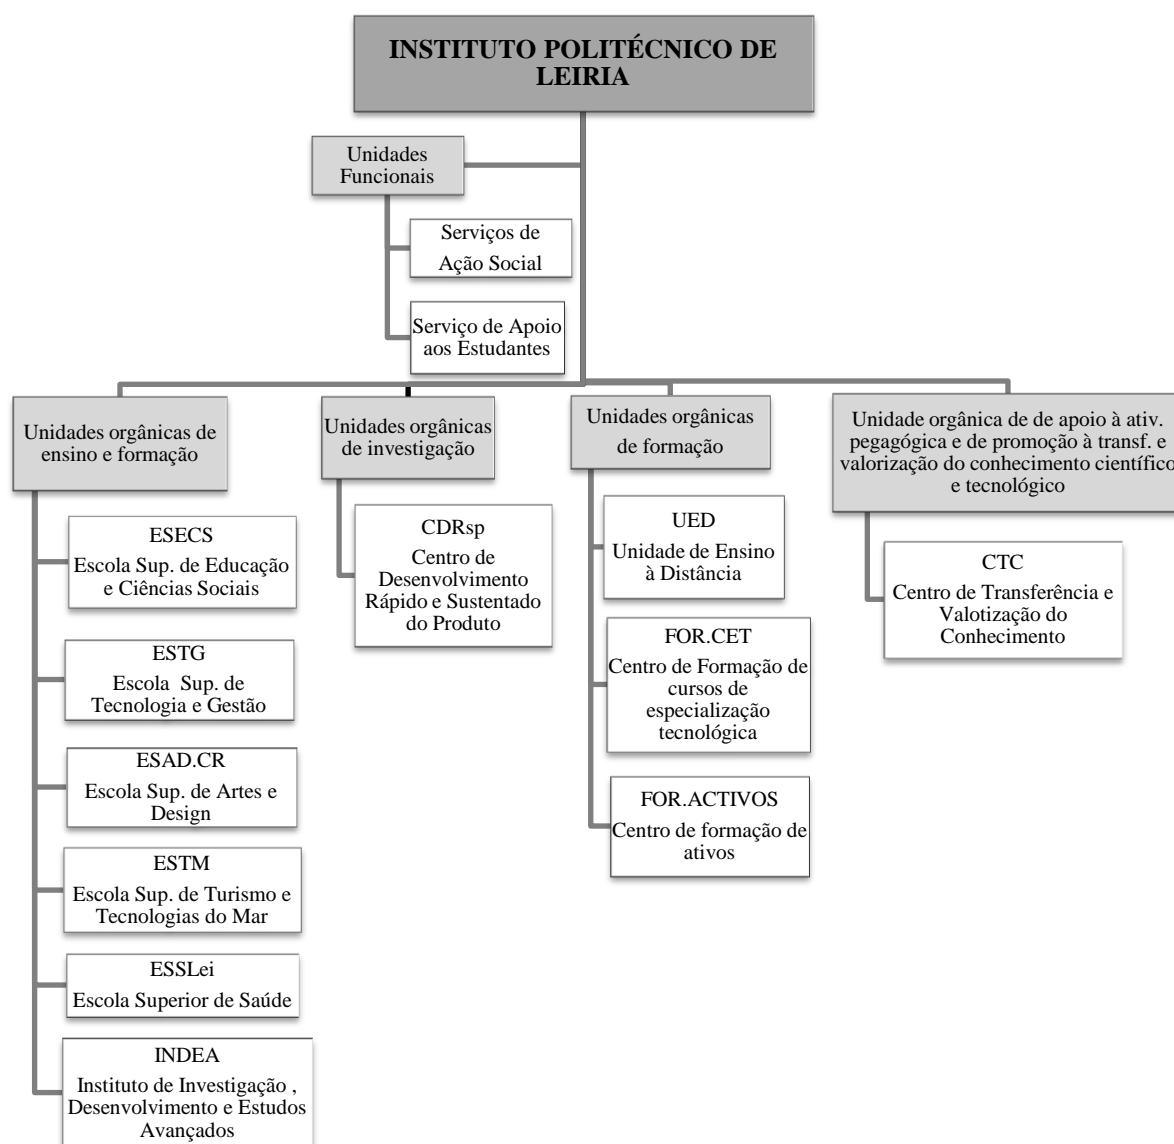 INSTITUTO POLITÉCNICO DE
LEIRIA
Unidades
Funcionais
Serviços de
Ação Social
Serviço de Apoio
aos Estudantes
Unidades orgânicas de
ensino e formação
ESECS
Escola Sup. de Educação
e Ciências Sociais
ESTG
Escola  Sup. de
Tecnologia e Gestão
ESAD.CR
Escola Sup. de Artes e
Design
ESTM
Escola Sup. de Turismo e
Tecnologias do Mar
ESSLei
Escola Superior de Saúde
INDEA
Instituto de Investigação ,
Desenvolvimento e Estudos
Avançados
Unidades orgânicas
de investigação
CDRsp
Centro de
Desenvolvimento
Rápido e Sustentado
do Produto
Unidades orgânicas
de formação
UED
Unidade de Ensino
à Distância
FOR.CET
Centro de Formação de
cursos de
especialização
tecnológica
FOR.ACTIVOS
Centro de formação de
ativos
Unidade orgânica de de apoio à ativ.
pegagógica e de promoção à transf. e
valorização do conhecimento científico
e tecnológico
CTC
Centro de Transferência e
Valotização do
Conhecimento